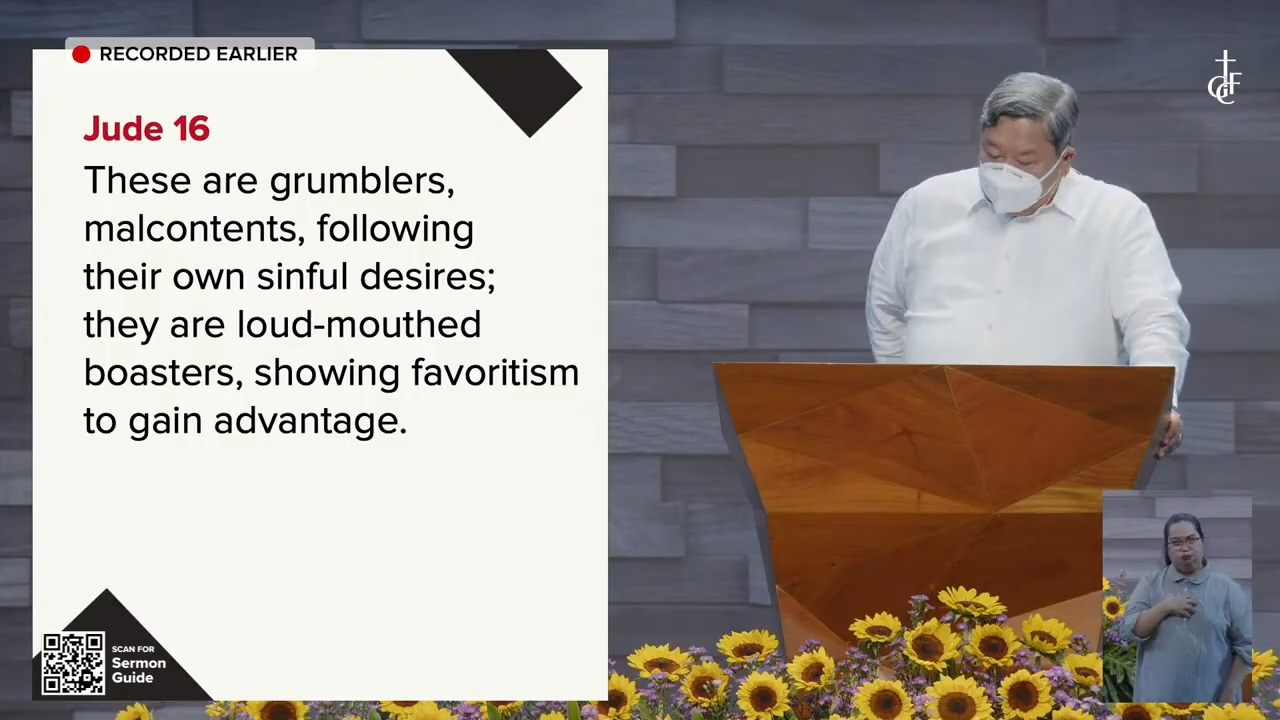 RECORDED EARLIER
Jude 16
These are grumblers,
malcontents, following
their own sinful desires;
they are loud-mouthed
boasters, showing favoritism
to gain advantage.
SCAN FOR
Sermon
Guide
GCF